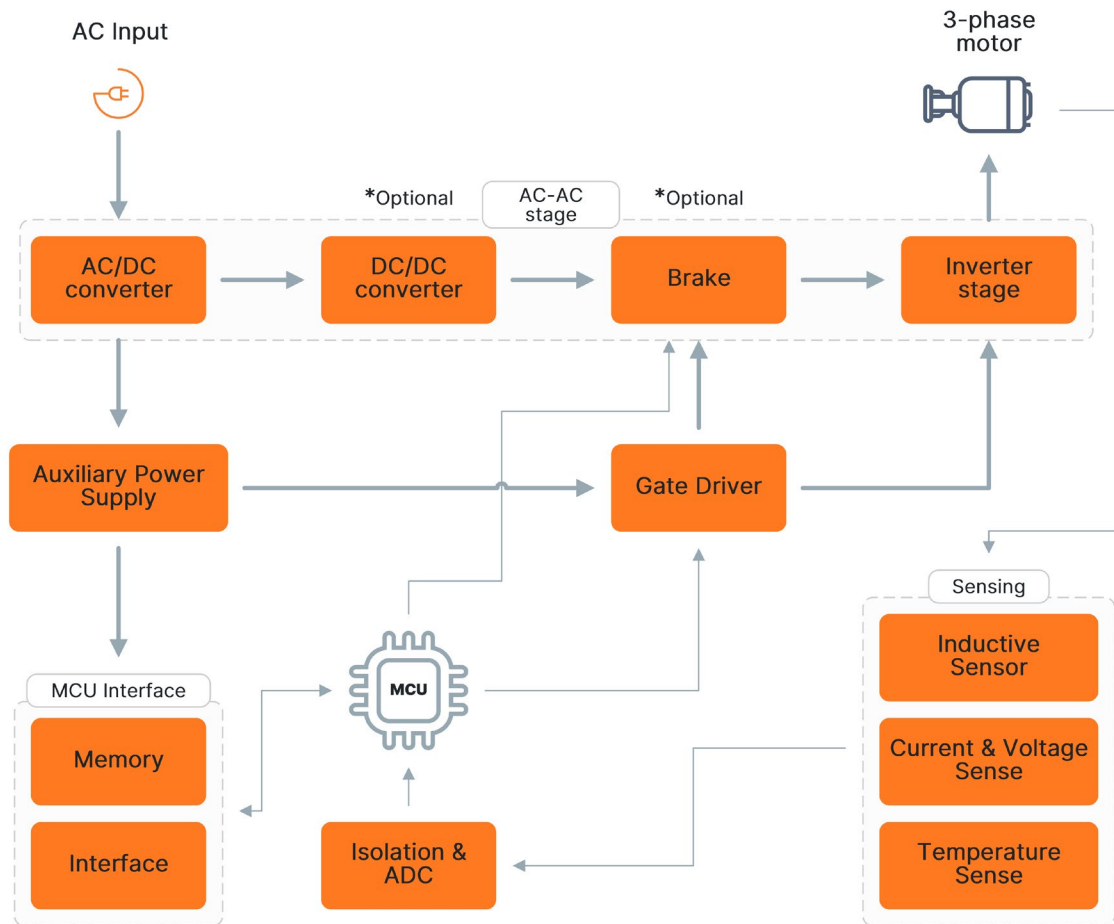 AC Input
3-phase
motor
*Optional
AC-AC
stage
*Optional
AC/DC
converter
DC/DC
converter
Brake
Inverter
stage
Auxiliary Power
Supply
Gate Driver
Sensing
Inductive
Sensor
MCU Interface
MCU
Memory
Current & Voltage
Sense
Interface
Isolation &
ADC
Temperature
Sense